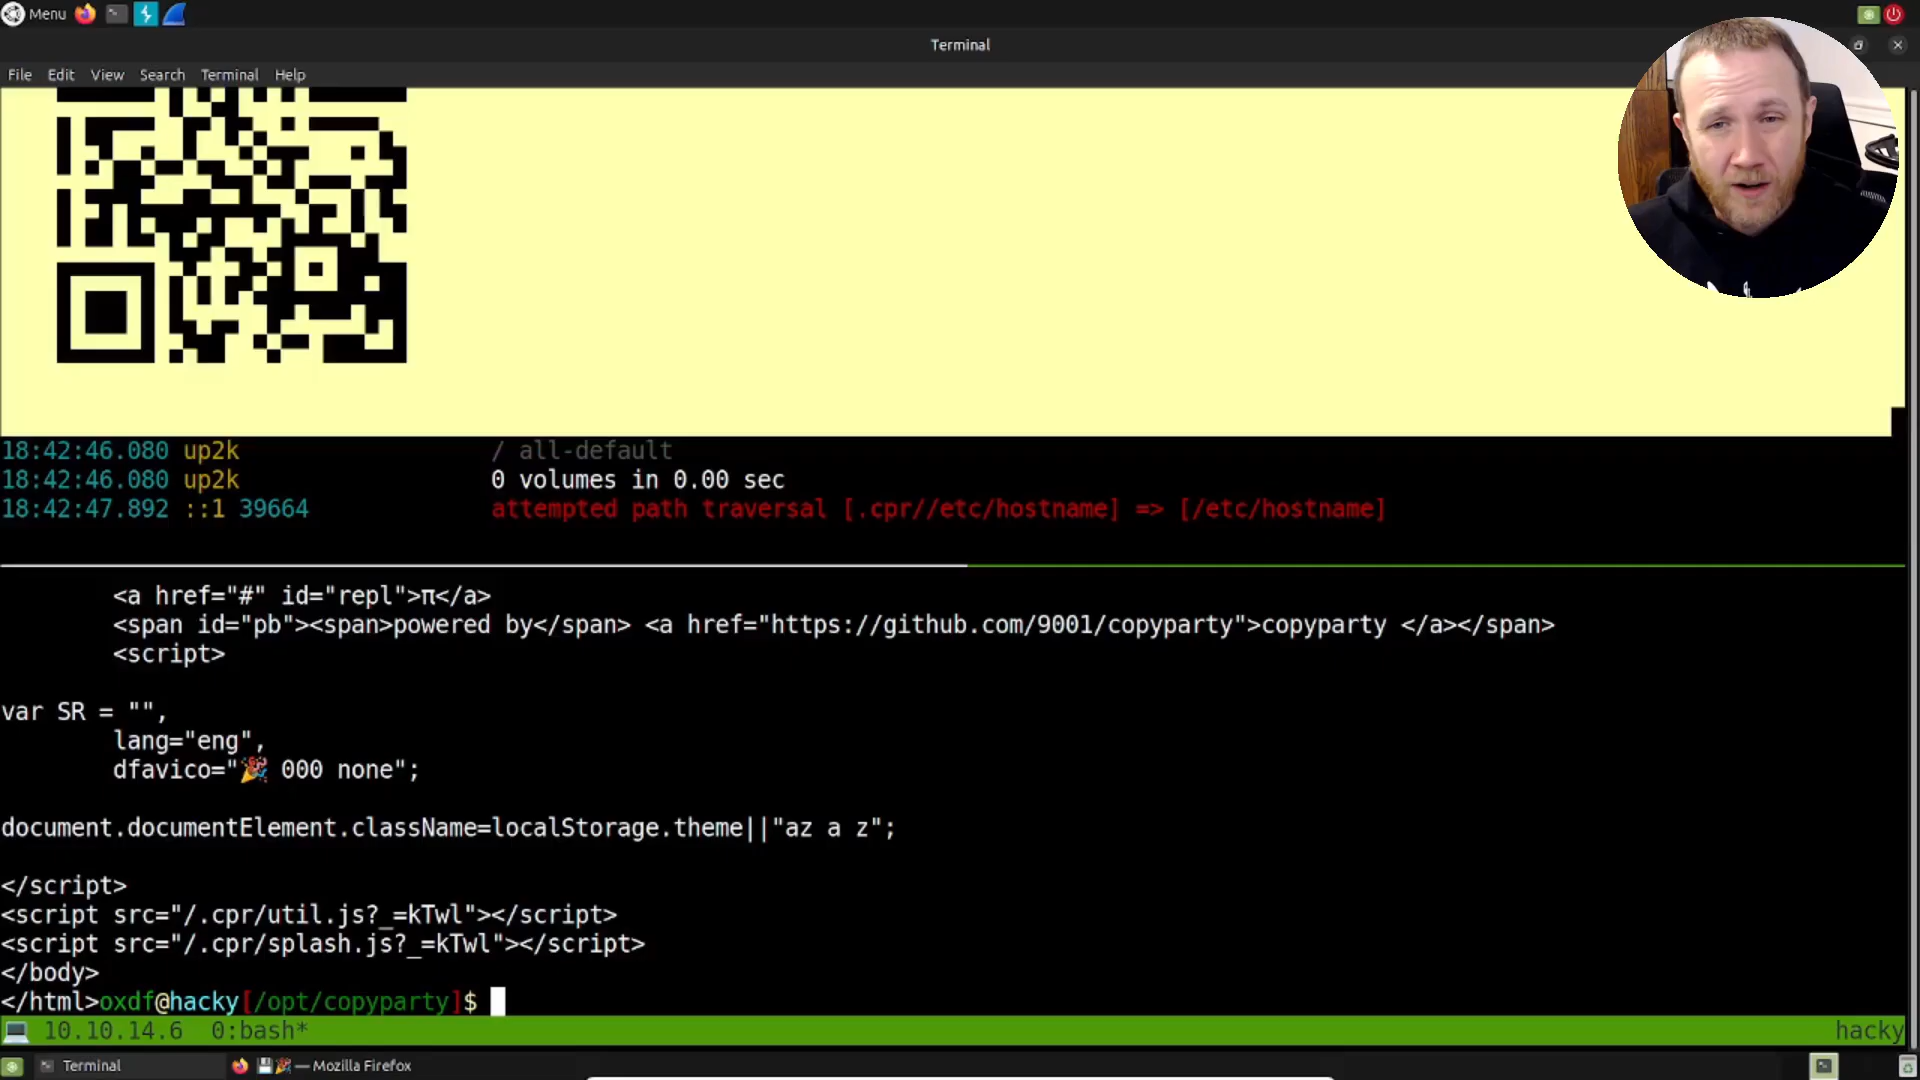 Menu
Terminal
File Edit View Search Terminal Help
18:42:46.080 up2k / all-default
18:42:46.080 up2k 0 volumes in 0.00 sec
18:42:47.892 ::1 39664 attempted path traversal [.cpr//etc/hostname] => [/etc/hostname]
<a href="#" id="repl">π</a>
<span id="pb"><span>powered by</span> <a href="https://github.com/9001/copyparty">copyparty </a></span>
<script>
var SR = "",
lang="eng",
dfavico="🎉 000 none";
document.documentElement.className=localStorage.theme||"az a z";
</script>
<script src="/.cpr/util.js?_=kTwl"></script>
<script src="/.cpr/splash.js?_=kTwl"></script>
</body>
</html>oxdf@hacky[/opt/copyparty]$
10.10.14.6 0:bash* hacky
Terminal 💾🎉 — Mozilla Firefox